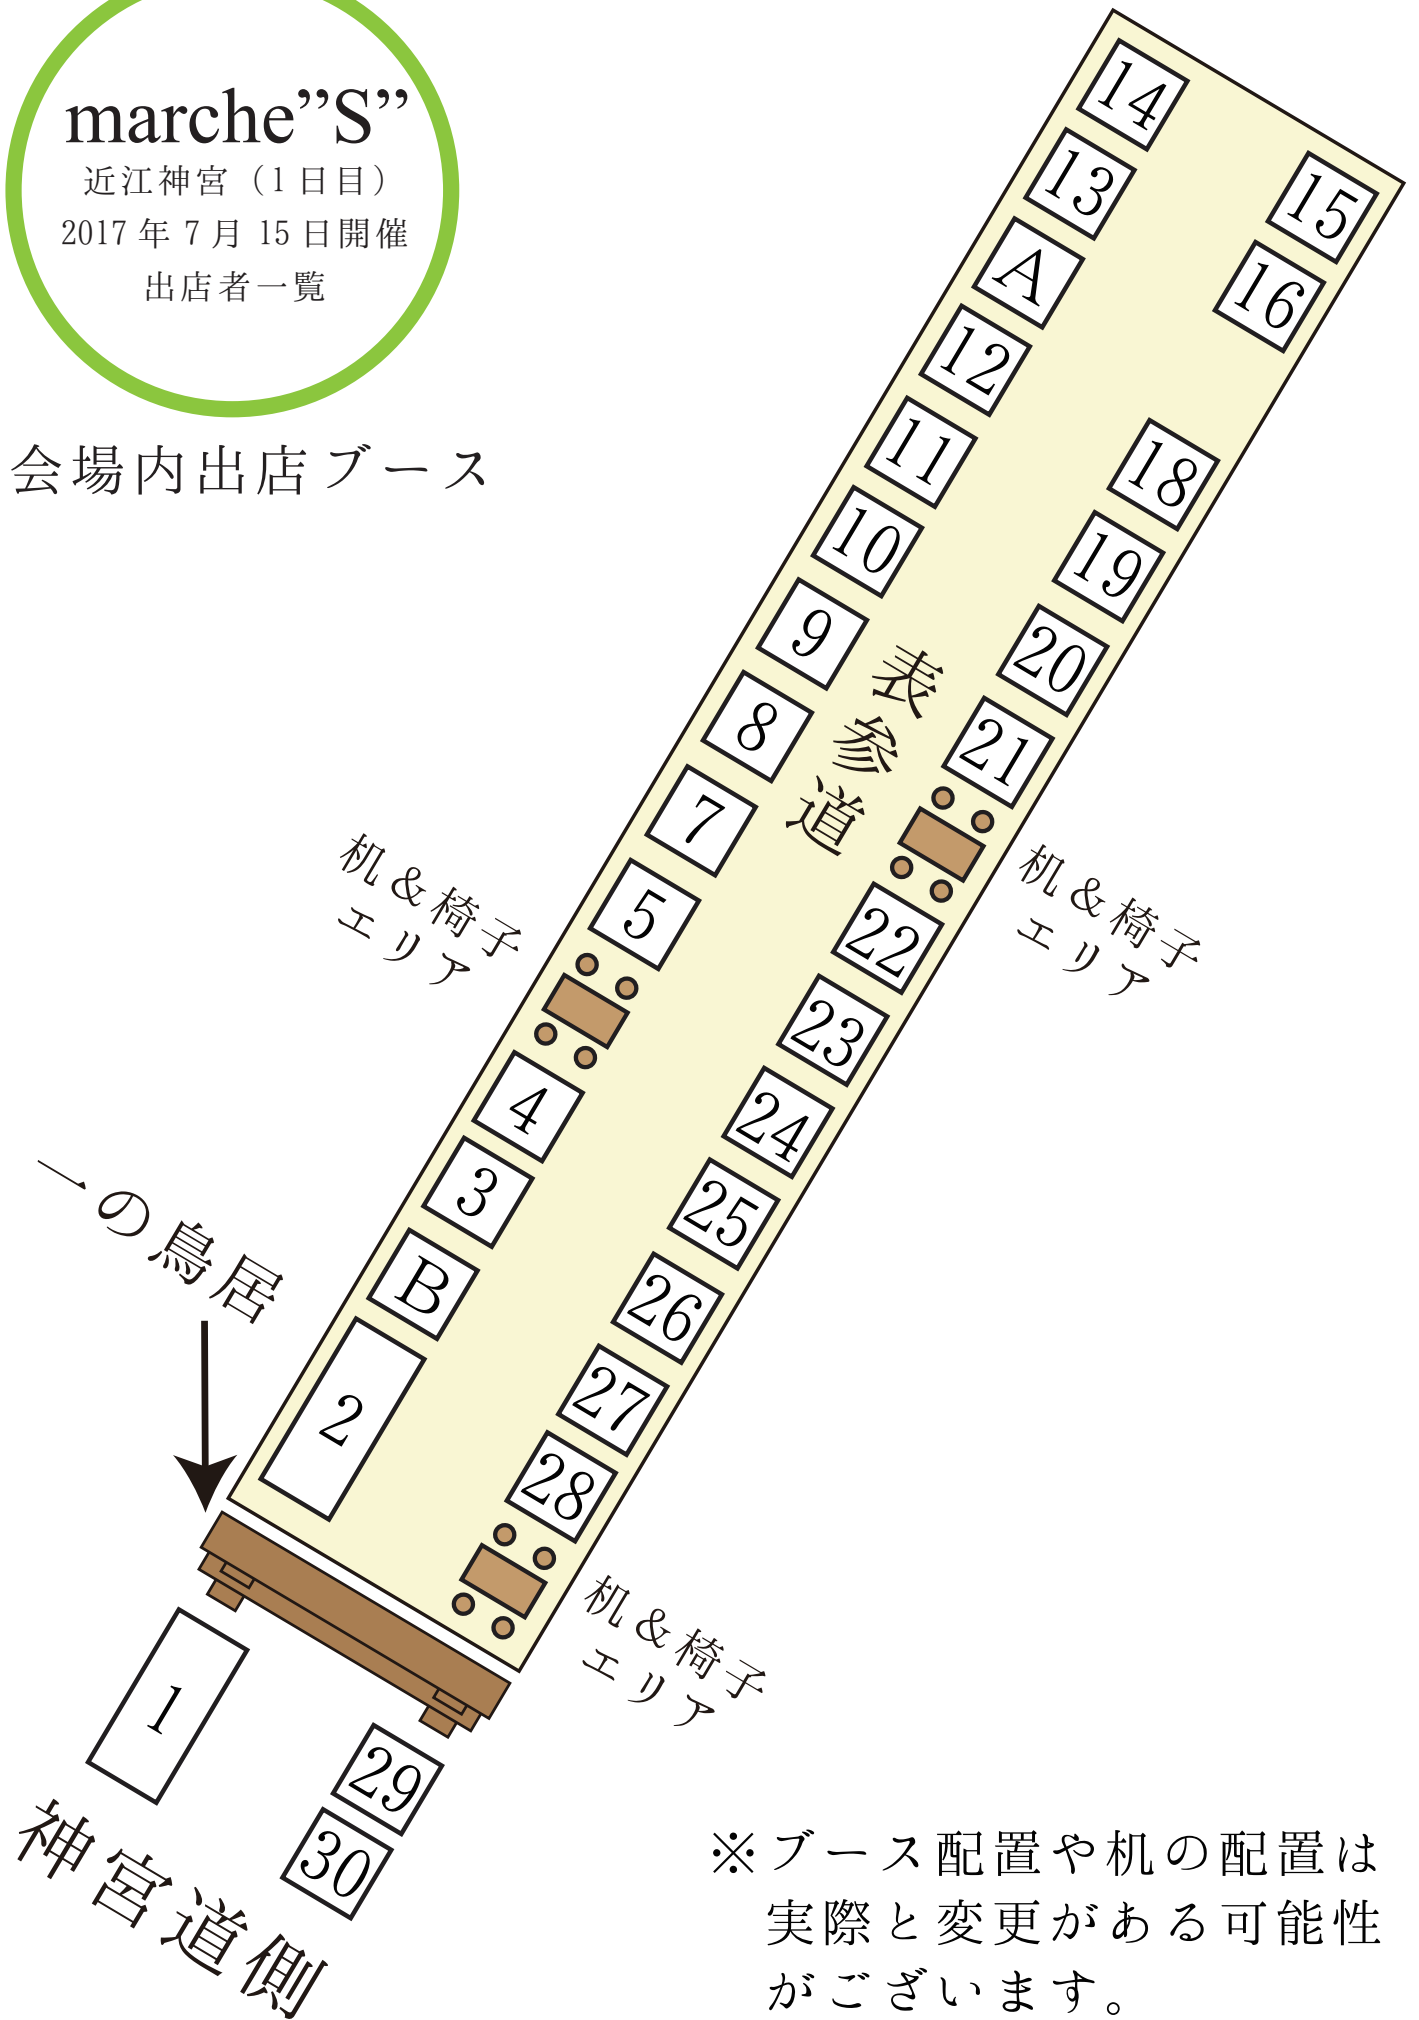 marche”S”
近江神宮（1日目）
2017年7月15日開催
出店者一覧
会場内出店ブース
14
13
A
12
11
10
9
8
7
5
4
3
B
2
1
15
16
18
19
20
21
22
23
24
25
26
27
28
29
30
表参道
机＆椅子
エリア
机＆椅子
エリア
机＆椅子
エリア
一の鳥居
神宮道側
※ブース配置や机の配置は
実際と変更がある可能性
がございます。